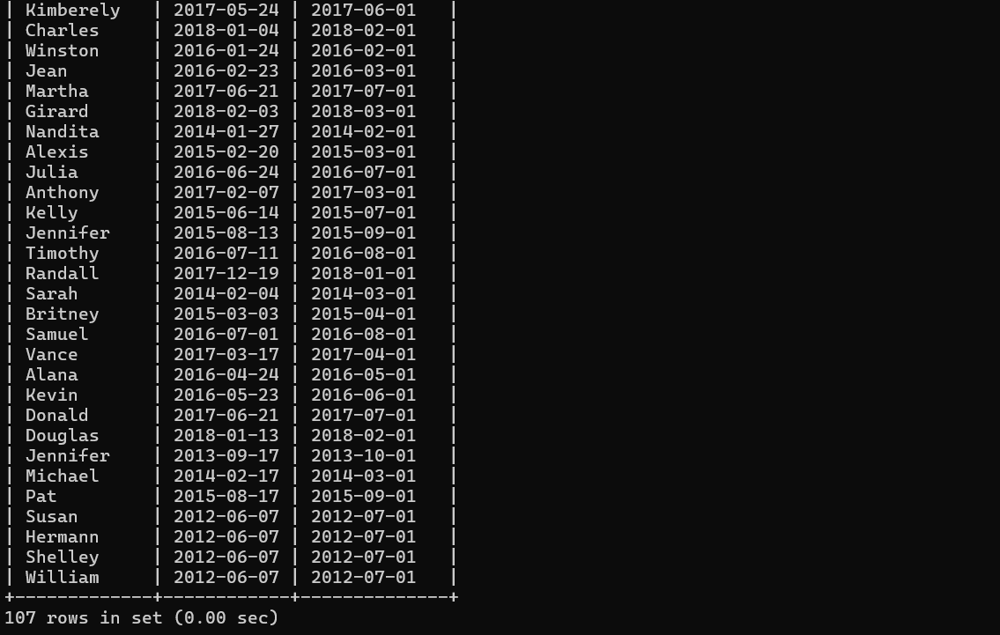 | Kimberely   | 2017-05-24 | 2017-06-01   |
| Charles     | 2018-01-04 | 2018-02-01   |
| Winston     | 2016-01-24 | 2016-02-01   |
| Jean        | 2016-02-23 | 2016-03-01   |
| Martha      | 2017-06-21 | 2017-07-01   |
| Girard      | 2018-02-03 | 2018-03-01   |
| Nandita     | 2014-01-27 | 2014-02-01   |
| Alexis      | 2015-02-20 | 2015-03-01   |
| Julia       | 2016-06-24 | 2016-07-01   |
| Anthony     | 2017-02-07 | 2017-03-01   |
| Kelly       | 2015-06-14 | 2015-07-01   |
| Jennifer    | 2015-08-13 | 2015-09-01   |
| Timothy     | 2016-07-11 | 2016-08-01   |
| Randall     | 2017-12-19 | 2018-01-01   |
| Sarah       | 2014-02-04 | 2014-03-01   |
| Britney     | 2015-03-03 | 2015-04-01   |
| Samuel      | 2016-07-01 | 2016-08-01   |
| Vance       | 2017-03-17 | 2017-04-01   |
| Alana       | 2016-04-24 | 2016-05-01   |
| Kevin       | 2016-05-23 | 2016-06-01   |
| Donald      | 2017-06-21 | 2017-07-01   |
| Douglas     | 2018-01-13 | 2018-02-01   |
| Jennifer    | 2013-09-17 | 2013-10-01   |
| Michael     | 2014-02-17 | 2014-03-01   |
| Pat         | 2015-08-17 | 2015-09-01   |
| Susan       | 2012-06-07 | 2012-07-01   |
| Hermann     | 2012-06-07 | 2012-07-01   |
| Shelley     | 2012-06-07 | 2012-07-01   |
| William     | 2012-06-07 | 2012-07-01   |
+-------------+------------+--------------+
107 rows in set (0.00 sec)